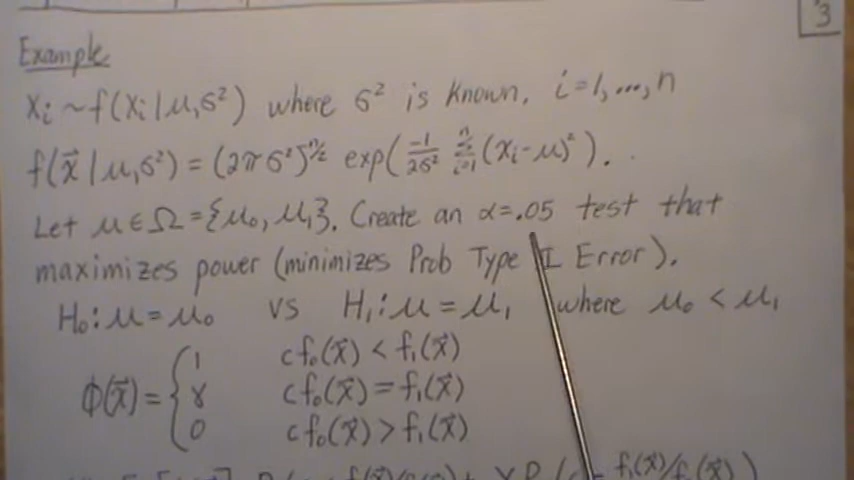 3
Example
Xi ~ f(Xi | μ, σ²) where σ² is known, i = 1, ..., n
f(x⃗ | μ, σ²) = (2πσ²)^(n/2) exp(-1/(2σ²) Σ_{i=1}^{n} (xi - μ)²).
Let μ ∈ Ω = {μ₀, μ₁}. Create an α = .05 test that
maximizes power (minimizes Prob Type II Error).
H₀: μ = μ₀ vs H₁: μ = μ₁ where μ₀ < μ₁
ϕ(x⃗) = { 1 cf₀(x⃗) < f₁(x⃗)
γ cf₀(x⃗) = f₁(x⃗)
0 cf₀(x⃗) > f₁(x⃗)